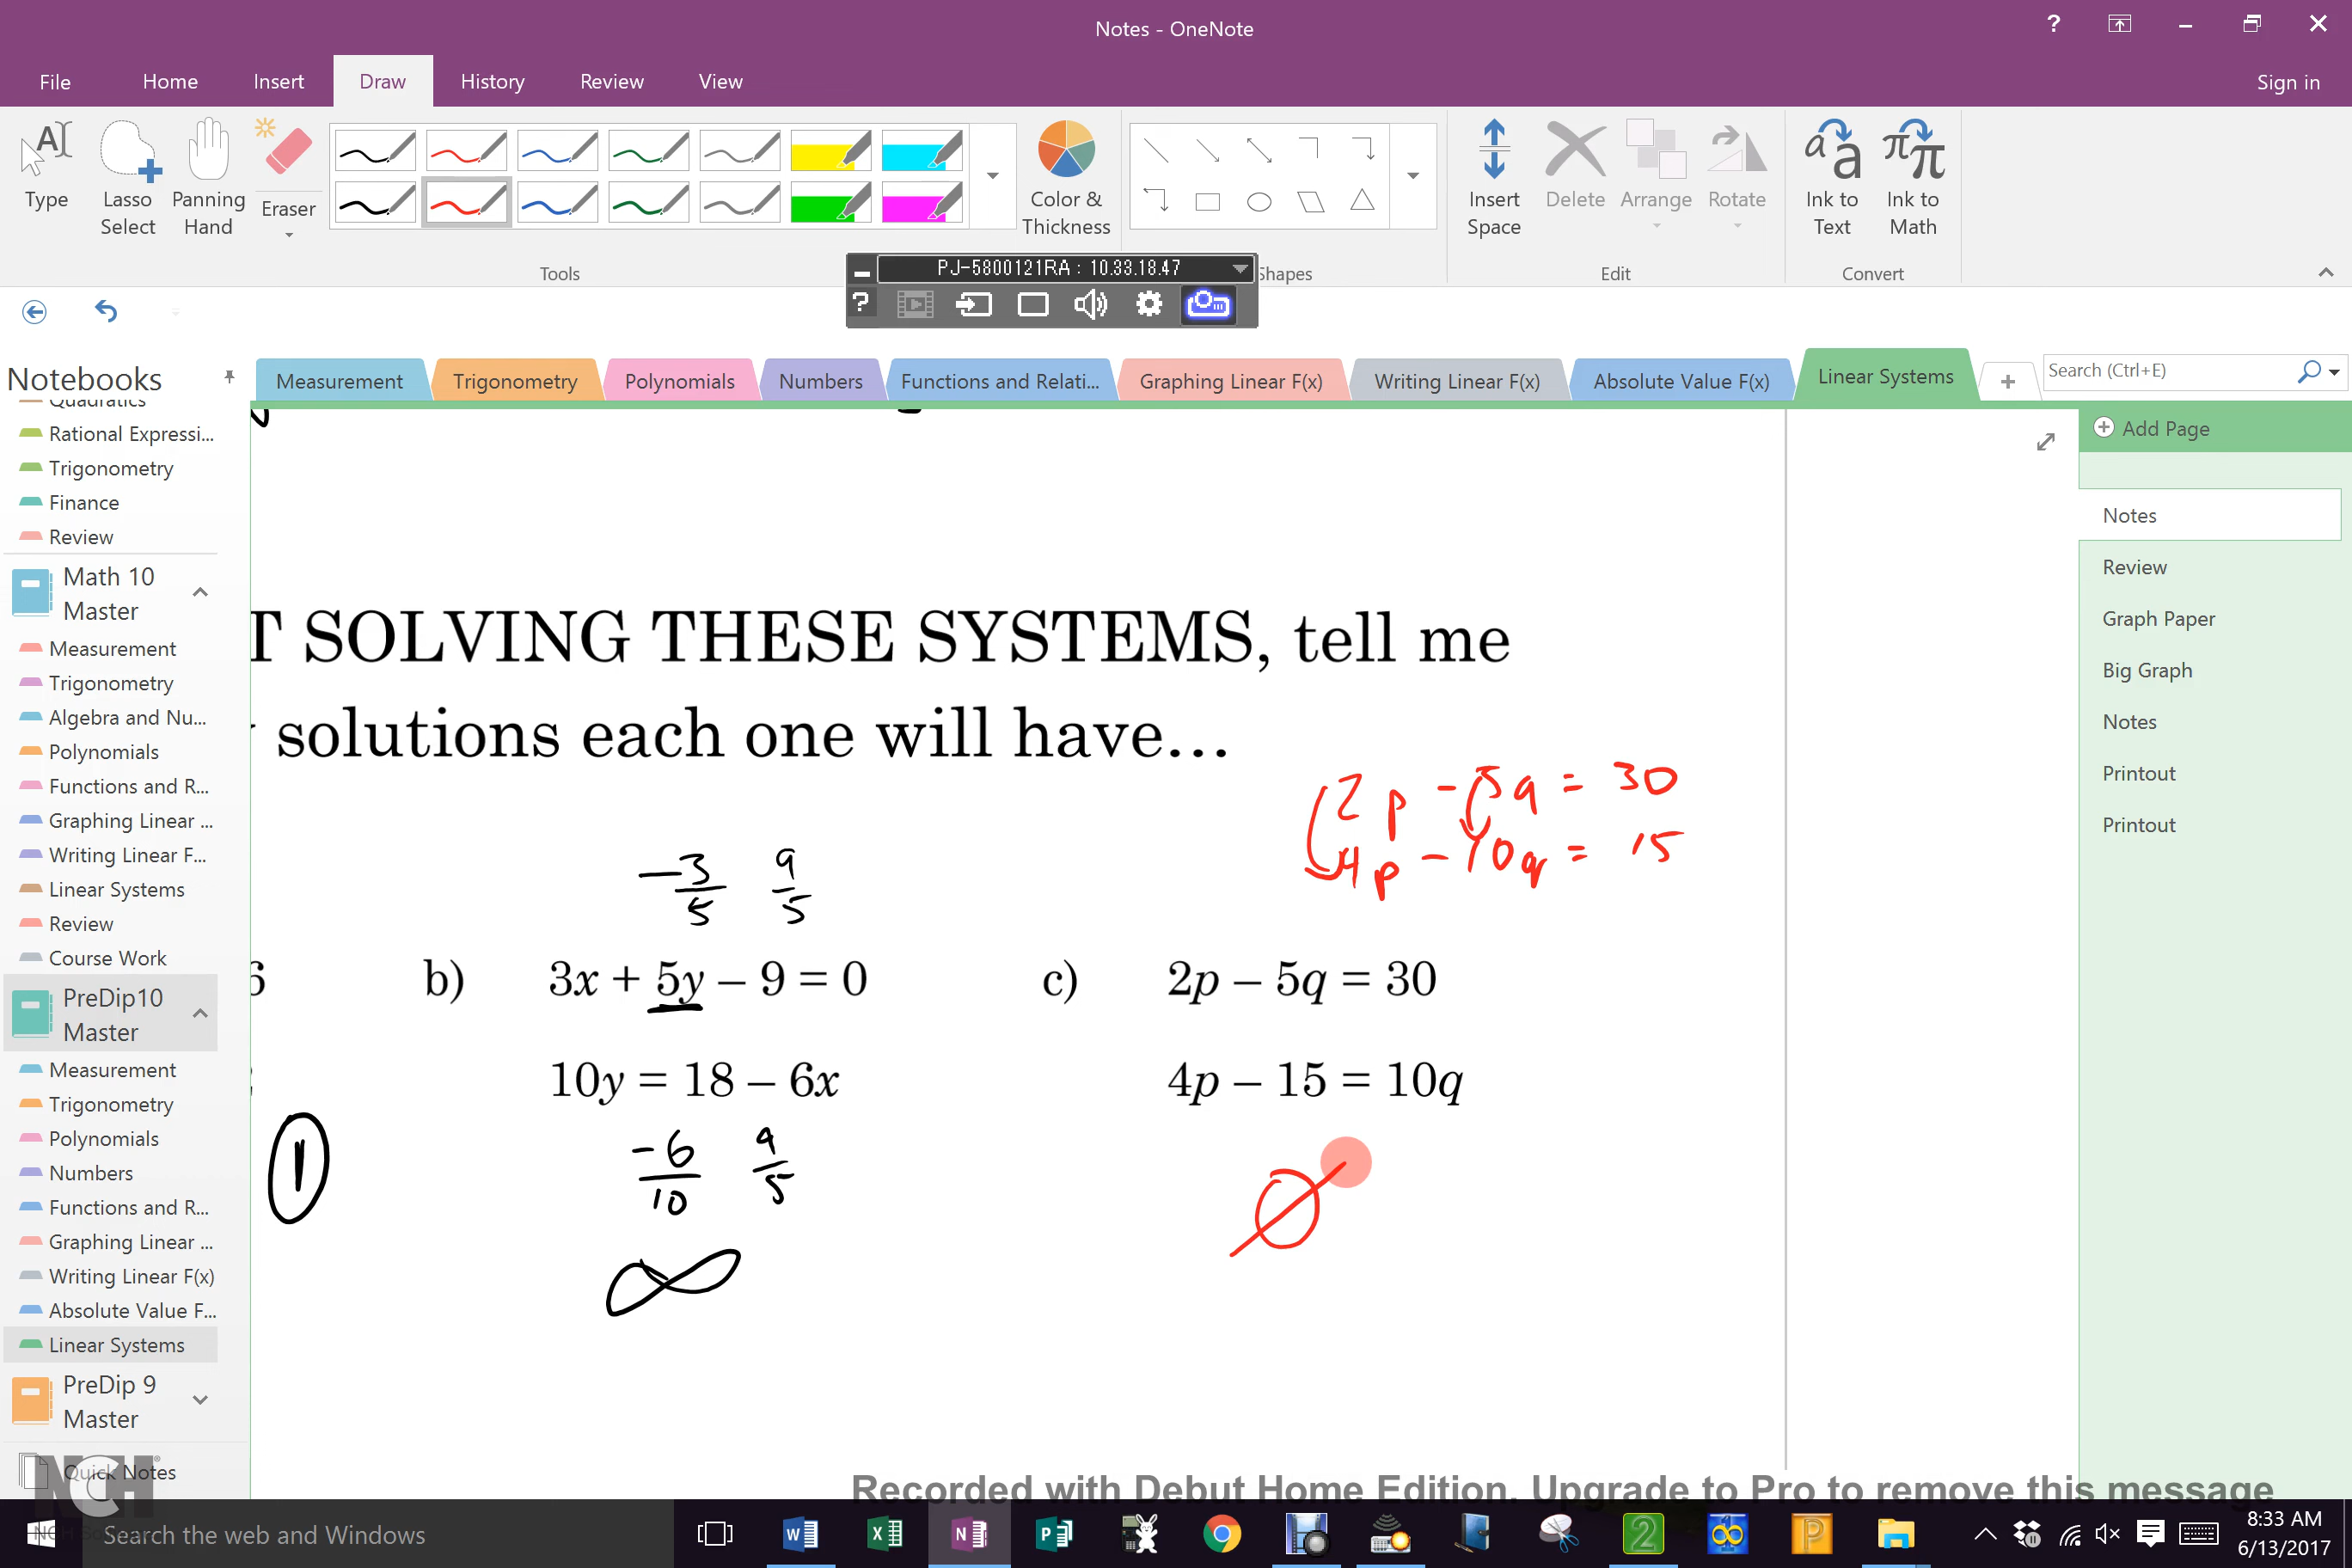 Notes - OneNote
?
File Home Insert Draw History Review View Sign in
Type
Lasso Select
Panning Hand
Eraser
Color & Thickness
Insert Space
Delete
Arrange
Rotate
Ink to Text
Ink to Math
Tools
Shapes
Edit
Convert
PJ-5800121RA : 10.33.18.47
?
Notebooks
Measurement Trigonometry Polynomials Numbers Functions and Relati... Graphing Linear F(x) Writing Linear F(x) Absolute Value F(x) Linear Systems +
Search (Ctrl+E)
Quadratics
Rational Expressi...
Trigonometry
Finance
Review
Math 10 Master
Measurement
Trigonometry
Algebra and Nu...
Polynomials
Functions and R...
Graphing Linear ...
Writing Linear F...
Linear Systems
Review
Course Work
PreDip10 Master
Measurement
Trigonometry
Polynomials
Numbers
Functions and R...
Graphing Linear ...
Writing Linear F(x)
Absolute Value F...
Linear Systems
PreDip 9 Master
Quick Notes
T SOLVING THESE SYSTEMS, tell me
solutions each one will have...
2p - 5q = 30
4p - 10q = 15
-3/5 9/5
6 b) 3x + 5y – 9 = 0 c) 2p – 5q = 30
10y = 18 – 6x 4p – 15 = 10q
1
-6/10 9/5
∞
∅
Add Page
Notes
Review
Graph Paper
Big Graph
Notes
Printout
Printout
NCH
Recorded with Debut Home Edition. Upgrade to Pro to remove this message
Search the web and Windows
8:33 AM
6/13/2017